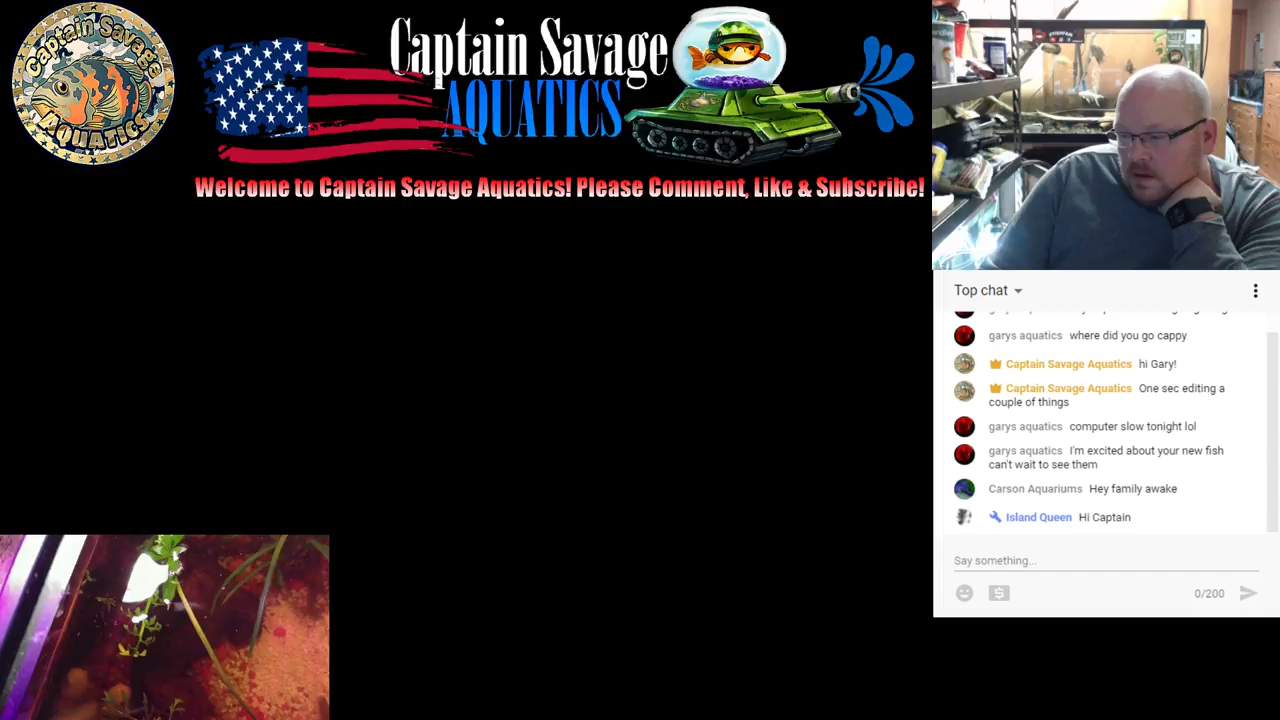 Captain Savage
AQUATICS
Captain Savage
AQUATICS
Welcome to Captain Savage Aquatics! Please Comment, Like & Subscribe!
Top chat
garys aquatics where did you go cappy
Captain Savage Aquatics hi Gary!
Captain Savage Aquatics One sec editing a
couple of things
garys aquatics computer slow tonight lol
garys aquatics I'm excited about your new fish
can't wait to see them
Carson Aquariums Hey family awake
Island Queen Hi Captain
Say something...
0/200